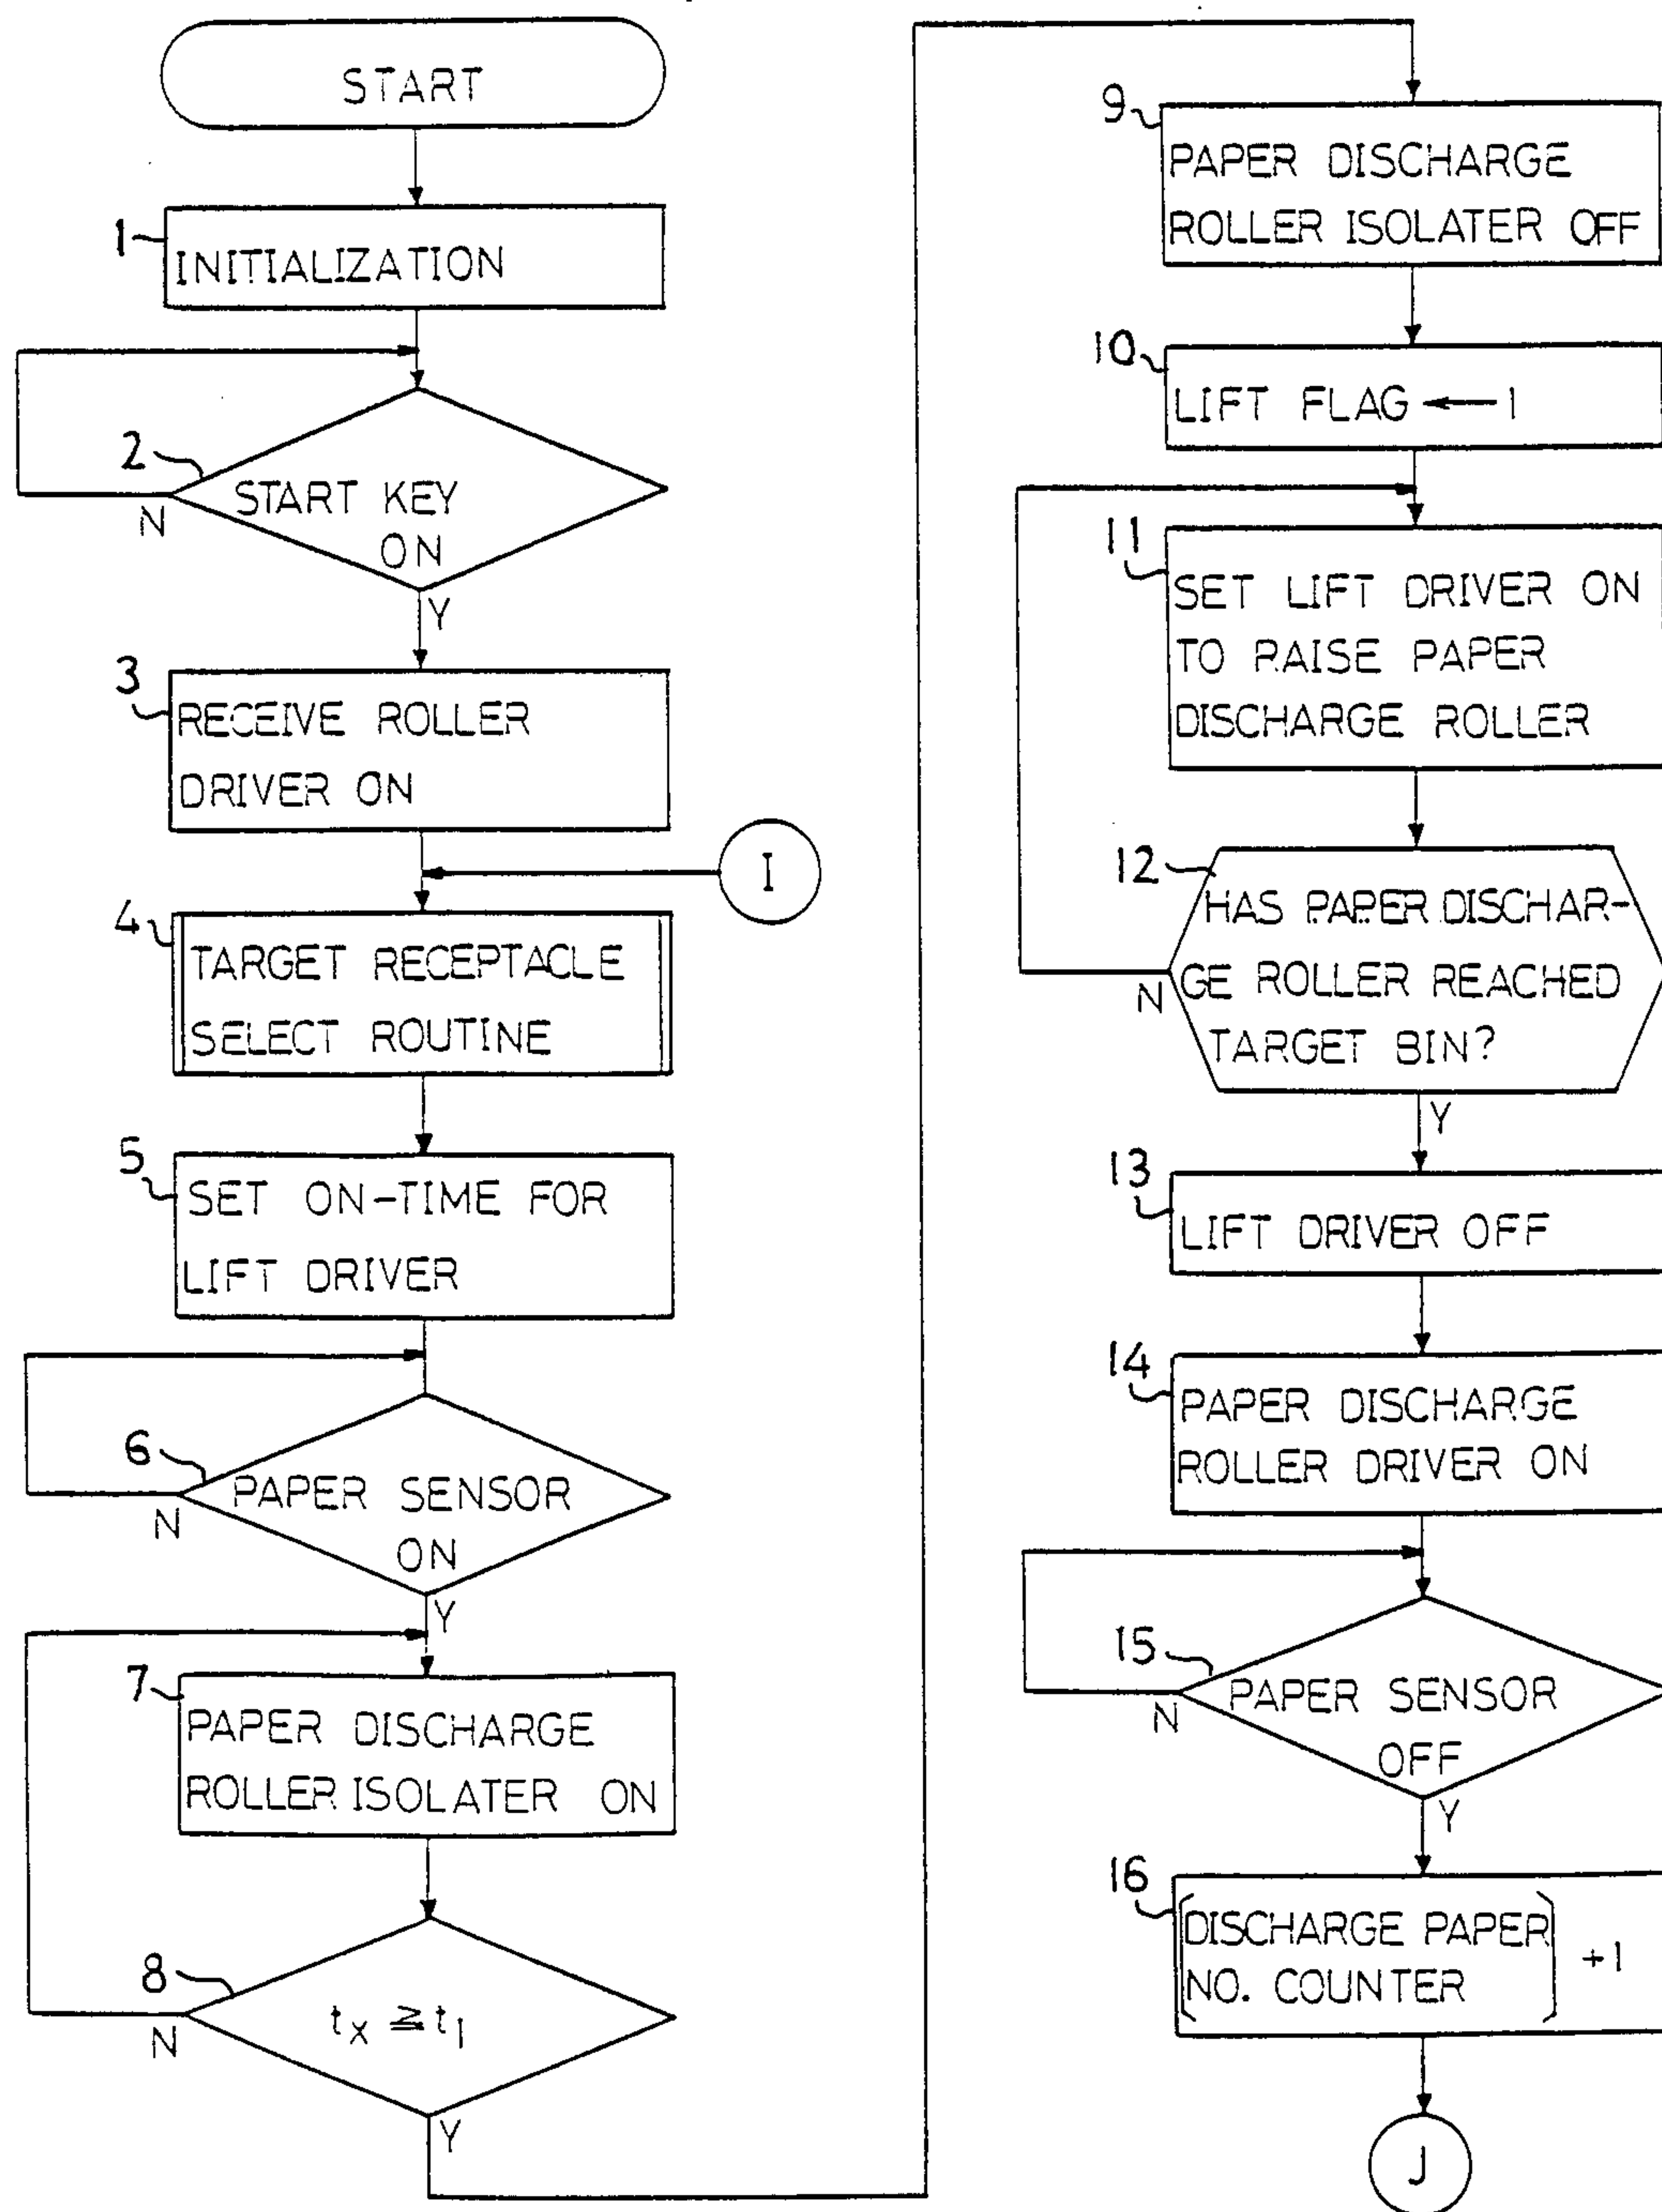 START
1
INITIALIZATION
2
START KEY
ON
N
Y
3
RECEIVE ROLLER
DRIVER ON
I
4
TARGET RECEPTACLE
SELECT ROUTINE
5
SET ON-TIME FOR
LIFT DRIVER
6
PAPER SENSOR
ON
N
Y
7
PAPER DISCHARGE
ROLLER ISOLATER ON
8
tx ≧ t1
N
Y
9
PAPER DISCHARGE
ROLLER ISOLATER OFF
10
LIFT FLAG ← 1
11
SET LIFT DRIVER ON
TO RAISE PAPER
DISCHARGE ROLLER
12
HAS PAPER DISCHAR-
GE ROLLER REACHED
TARGET BIN?
N
Y
13
LIFT DRIVER OFF
14
PAPER DISCHARGE
ROLLER DRIVER ON
15
PAPER SENSOR
OFF
N
Y
16
[DISCHARGE PAPER
NO. COUNTER] +1
J